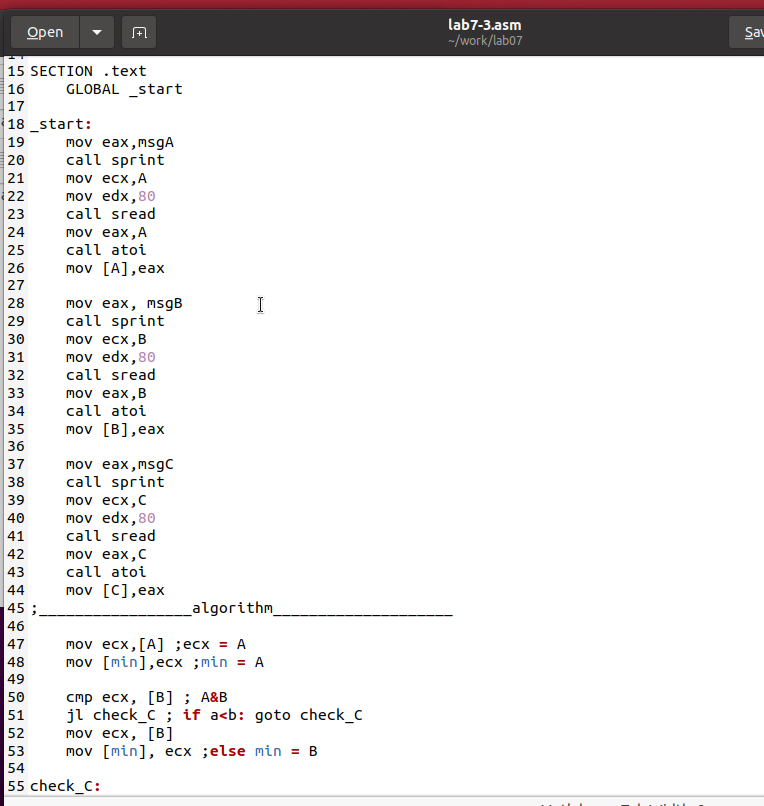 Open
lab7-3.asm
~/work/lab07
15 SECTION .text
16     GLOBAL _start
17
18 _start:
19     mov eax,msgA
20     call sprint
21     mov ecx,A
22     mov edx,80
23     call sread
24     mov eax,A
25     call atoi
26     mov [A],eax
27
28     mov eax, msgB
29     call sprint
30     mov ecx,B
31     mov edx,80
32     call sread
33     mov eax,B
34     call atoi
35     mov [B],eax
36
37     mov eax,msgC
38     call sprint
39     mov ecx,C
40     mov edx,80
41     call sread
42     mov eax,C
43     call atoi
44     mov [C],eax
45 ;_________________algorithm____________________
46
47     mov ecx,[A] ;ecx = A
48     mov [min],ecx ;min = A
49
50     cmp ecx, [B] ; A&B
51     jl check_C ; if a<b: goto check_C
52     mov ecx, [B]
53     mov [min], ecx ;else min = B
54
55 check_C: